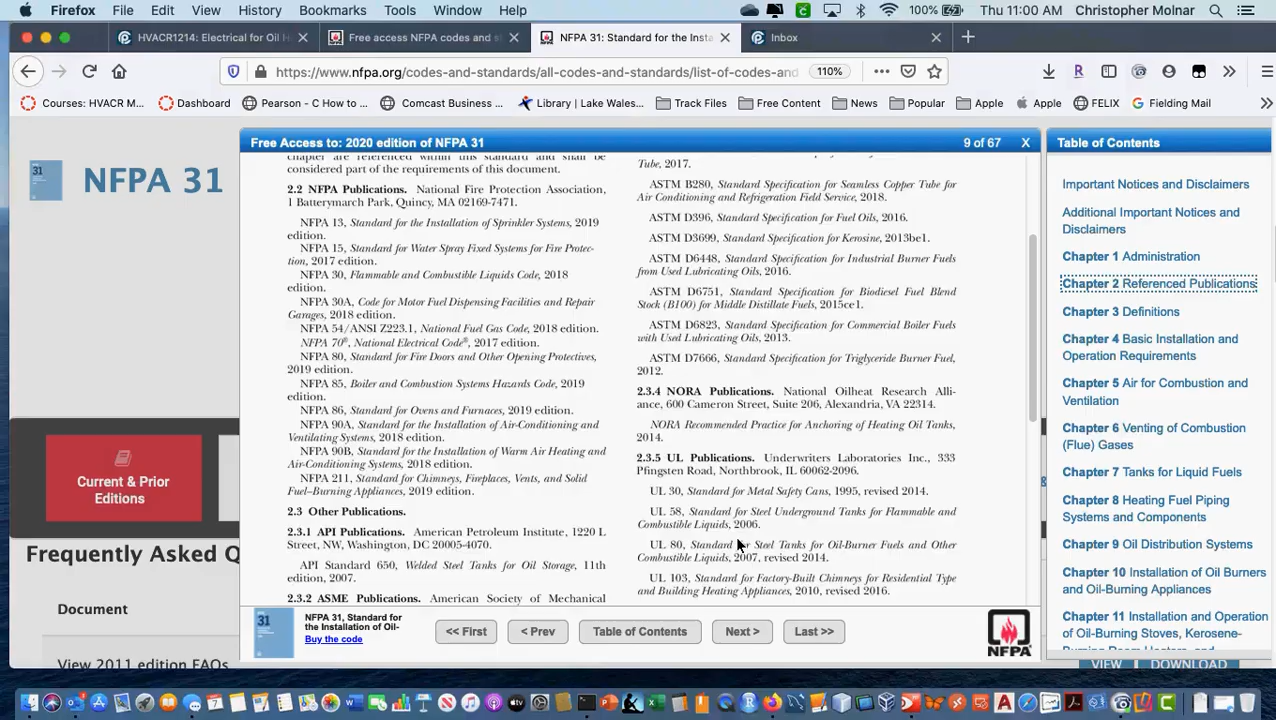 Firefox File Edit View History Bookmarks Tools Window Help 100% Thu 11:00 AM Christopher Molnar
HVACR1214: Electrical for Oil H
Free access NFPA codes and st
NFPA 31: Standard for the Insta
Inbox
https://www.nfpa.org/codes-and-standards/all-codes-and-standards/list-of-codes-and
110%
Courses: HVACR M... Dashboard Pearson - C How to ... Comcast Business ... Library | Lake Wales... Track Files Free Content News Popular Apple Apple FELIX Fielding Mail
31
NFPA 31
Current & Prior
Editions
Frequently Asked Q
Document
View 2011 edition FAQs
Free Access to: 2020 edition of NFPA 31
9 of 67
X
chapter are referenced within this standard and shall be
considered part of the requirements of this document.
2.2 NFPA Publications. National Fire Protection Association,
1 Batterymarch Park, Quincy, MA 02169-7471.
NFPA 13, Standard for the Installation of Sprinkler Systems, 2019
edition.
NFPA 15, Standard for Water Spray Fixed Systems for Fire Protec-
tion, 2017 edition.
NFPA 30, Flammable and Combustible Liquids Code, 2018
edition.
NFPA 30A, Code for Motor Fuel Dispensing Facilities and Repair
Garages, 2018 edition.
NFPA 54/ANSI Z223.1, National Fuel Gas Code, 2018 edition.
NFPA 70®, National Electrical Code®, 2017 edition.
NFPA 80, Standard for Fire Doors and Other Opening Protectives,
2019 edition.
NFPA 85, Boiler and Combustion Systems Hazards Code, 2019
edition.
NFPA 86, Standard for Ovens and Furnaces, 2019 edition.
NFPA 90A, Standard for the Installation of Air-Conditioning and
Ventilating Systems, 2018 edition.
NFPA 90B, Standard for the Installation of Warm Air Heating and
Air-Conditioning Systems, 2018 edition.
NFPA 211, Standard for Chimneys, Fireplaces, Vents, and Solid
Fuel–Burning Appliances, 2019 edition.
2.3 Other Publications.
2.3.1 API Publications. American Petroleum Institute, 1220 L
Street, NW, Washington, DC 20005-4070.
API Standard 650, Welded Steel Tanks for Oil Storage, 11th
edition, 2007.
2.3.2 ASME Publications. American Society of Mechanical
Tube, 2017.
ASTM B280, Standard Specification for Seamless Copper Tube for
Air Conditioning and Refrigeration Field Service, 2018.
ASTM D396, Standard Specification for Fuel Oils, 2016.
ASTM D3699, Standard Specification for Kerosine, 2013be1.
ASTM D6448, Standard Specification for Industrial Burner Fuels
from Used Lubricating Oils, 2016.
ASTM D6751, Standard Specification for Biodiesel Fuel Blend
Stock (B100) for Middle Distillate Fuels, 2015ce1.
ASTM D6823, Standard Specification for Commercial Boiler Fuels
with Used Lubricating Oils, 2013.
ASTM D7666, Standard Specification for Triglyceride Burner Fuel,
2012.
2.3.4 NORA Publications. National Oilheat Research Alli-
ance, 600 Cameron Street, Suite 206, Alexandria, VA 22314.
NORA Recommended Practice for Anchoring of Heating Oil Tanks,
2014.
2.3.5 UL Publications. Underwriters Laboratories Inc., 333
Pfingsten Road, Northbrook, IL 60062-2096.
UL 30, Standard for Metal Safety Cans, 1995, revised 2014.
UL 58, Standard for Steel Underground Tanks for Flammable and
Combustible Liquids, 2006.
UL 80, Standard for Steel Tanks for Oil-Burner Fuels and Other
Combustible Liquids, 2007, revised 2014.
UL 103, Standard for Factory-Built Chimneys for Residential Type
and Building Heating Appliances, 2010, revised 2016.
31
NFPA 31, Standard for
the Installation of Oil-
Buy the code
<< First < Prev Table of Contents Next > Last >>
NFPA
Table of Contents
Important Notices and Disclaimers
Additional Important Notices and
Disclaimers
Chapter 1 Administration
Chapter 2 Referenced Publications
Chapter 3 Definitions
Chapter 4 Basic Installation and
Operation Requirements
Chapter 5 Air for Combustion and
Ventilation
Chapter 6 Venting of Combustion
(Flue) Gases
Chapter 7 Tanks for Liquid Fuels
Chapter 8 Heating Fuel Piping
Systems and Components
Chapter 9 Oil Distribution Systems
Chapter 10 Installation of Oil Burners
and Oil-Burning Appliances
Chapter 11 Installation and Operation
of Oil-Burning Stoves, Kerosene-
VIEW DOWNLOAD